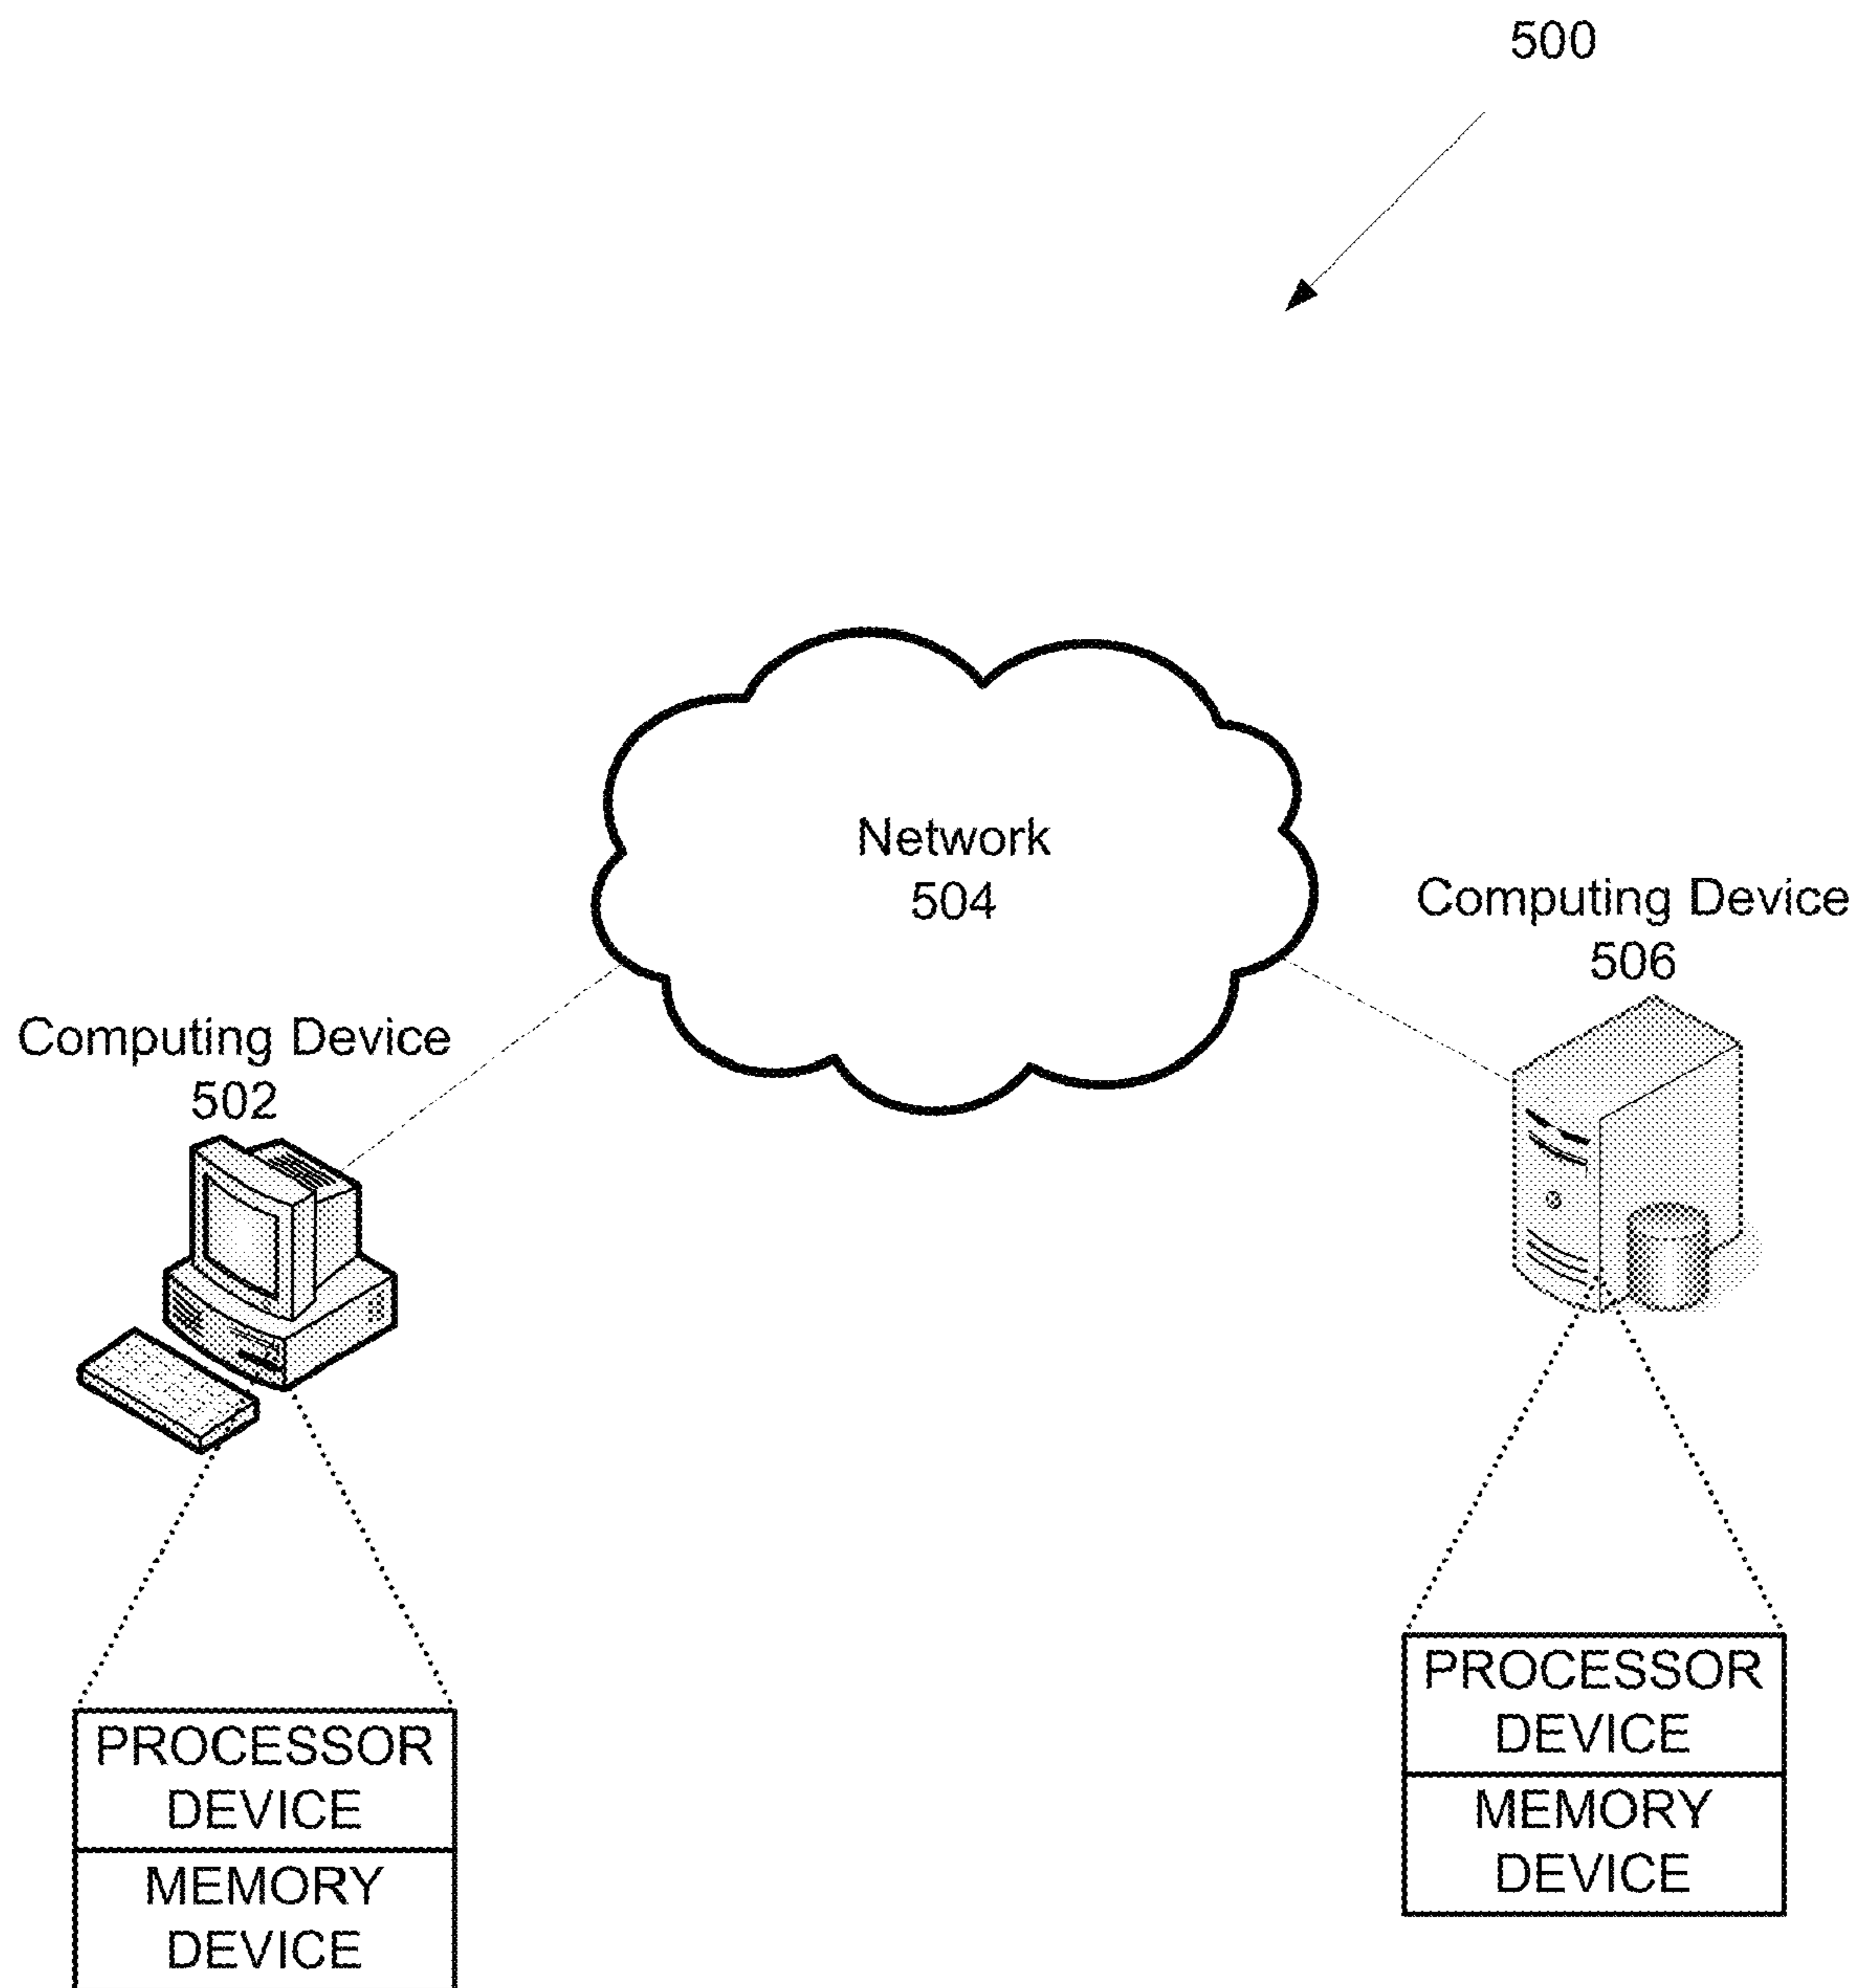 500
Network
504
Computing Device
506
Computing Device
502
PROCESSOR
DEVICE
MEMORY
DEVICE
PROCESSOR
DEVICE
MEMORY
DEVICE